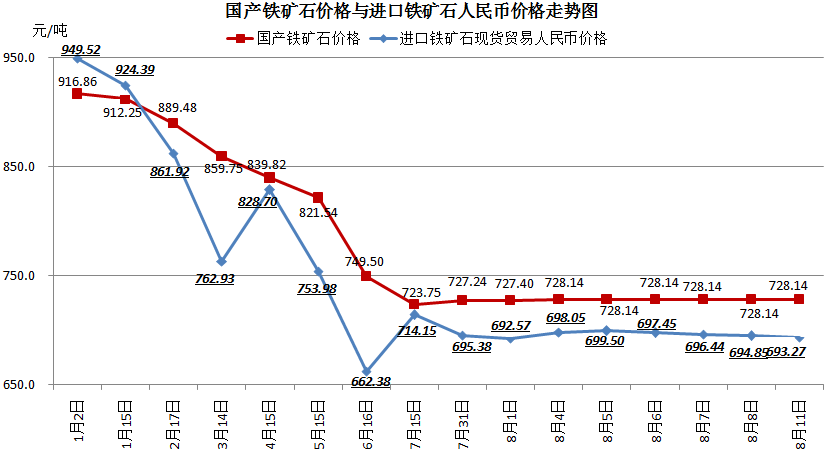 国产铁矿石价格与进口铁矿石人民币价格走势图
元/吨
国产铁矿石价格 进口铁矿石现货贸易人民币价格
950.0
850.0
750.0
650.0
949.52
924.39
916.86
912.25
889.48
861.92
859.75
762.93
839.82
828.70
821.54
753.98
749.50
662.38
723.75
714.15
727.24
695.38
727.40
692.57
728.14
698.05
728.14
699.50
728.14
697.45
728.14
696.44
728.14
694.85
728.14
693.27
1月2日
1月15日
2月17日
3月14日
4月15日
5月15日
6月16日
7月15日
7月31日
8月1日
8月4日
8月5日
8月6日
8月7日
8月8日
8月11日